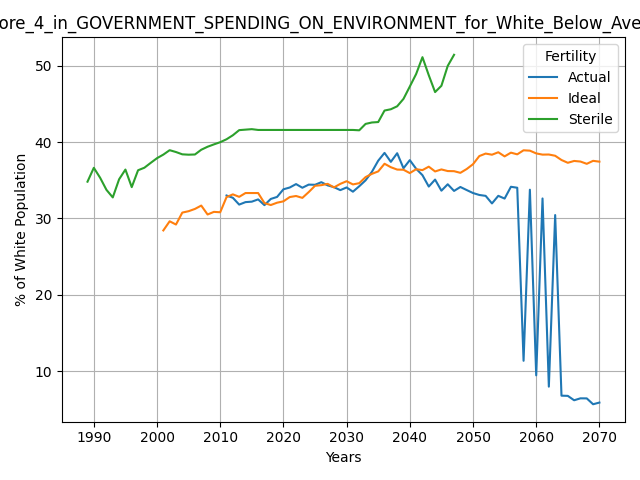 ore_4_in_GOVERNMENT_SPENDING_ON_ENVIRONMENT_for_White_Below_Ave
Fertility
Actual
Ideal
Sterile
% of White Population
50
40
30
20
10
1990 2000 2010 2020 2030 2040 2050 2060 2070
Years